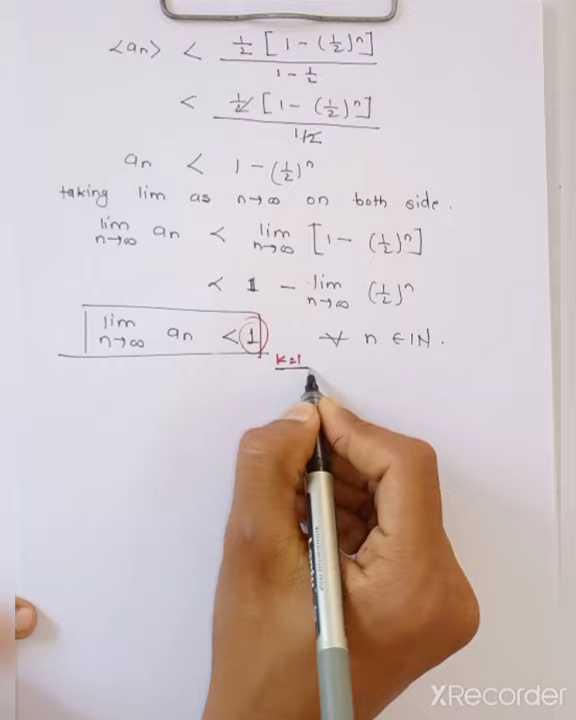 <an> < 1/2 [1 - (1/2)^n] / 1 - 1/2
< 1/2 [1 - (1/2)^n] / 1/2
an < 1 - (1/2)^n
taking lim as n→∞ on both side.
lim n→∞ an < lim n→∞ [1 - (1/2)^n]
< 1 - lim n→∞ (1/2)^n
lim n→∞ an < 1 ∀ n ∈ IN.
k=1
XRecorder